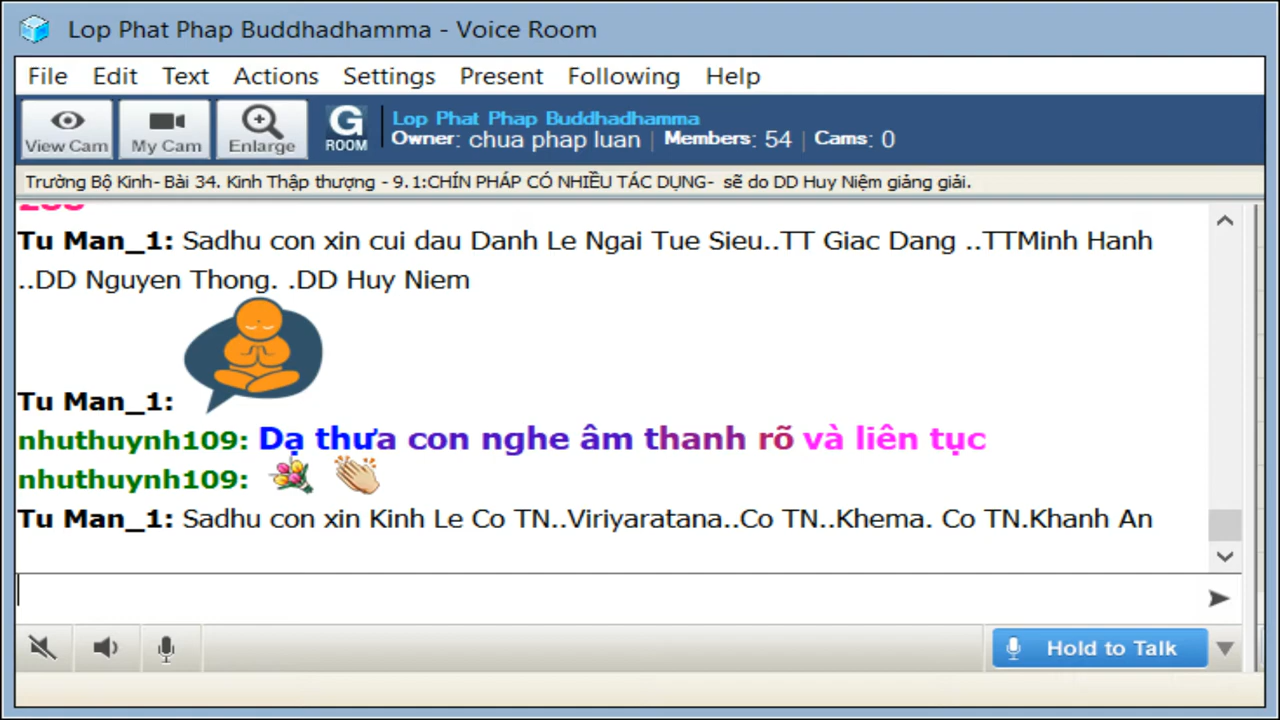 Lop Phat Phap Buddhadhamma - Voice Room
File Edit Text Actions Settings Present Following Help
View Cam My Cam Enlarge G ROOM
Lop Phat Phap Buddhadhamma
Owner: chua phap luan | Members: 54 | Cams: 0
Trường Bộ Kinh- Bài 34. Kinh Thập thượng - 9.1:CHÍN PHÁP CÓ NHIỀU TÁC DỤNG- sẽ do DD Huy Niệm giảng giải.
Tu Man_1: Sadhu con xin cui dau Danh Le Ngai Tue Sieu..TT Giac Dang ..TTMinh Hanh
..DD Nguyen Thong. .DD Huy Niem
Tu Man_1:
nhuthuynh109: Dạ thưa con nghe âm thanh rõ và liên tục
nhuthuynh109:
Tu Man_1: Sadhu con xin Kinh Le Co TN..Viriyaratana..Co TN..Khema. Co TN.Khanh An
Hold to Talk